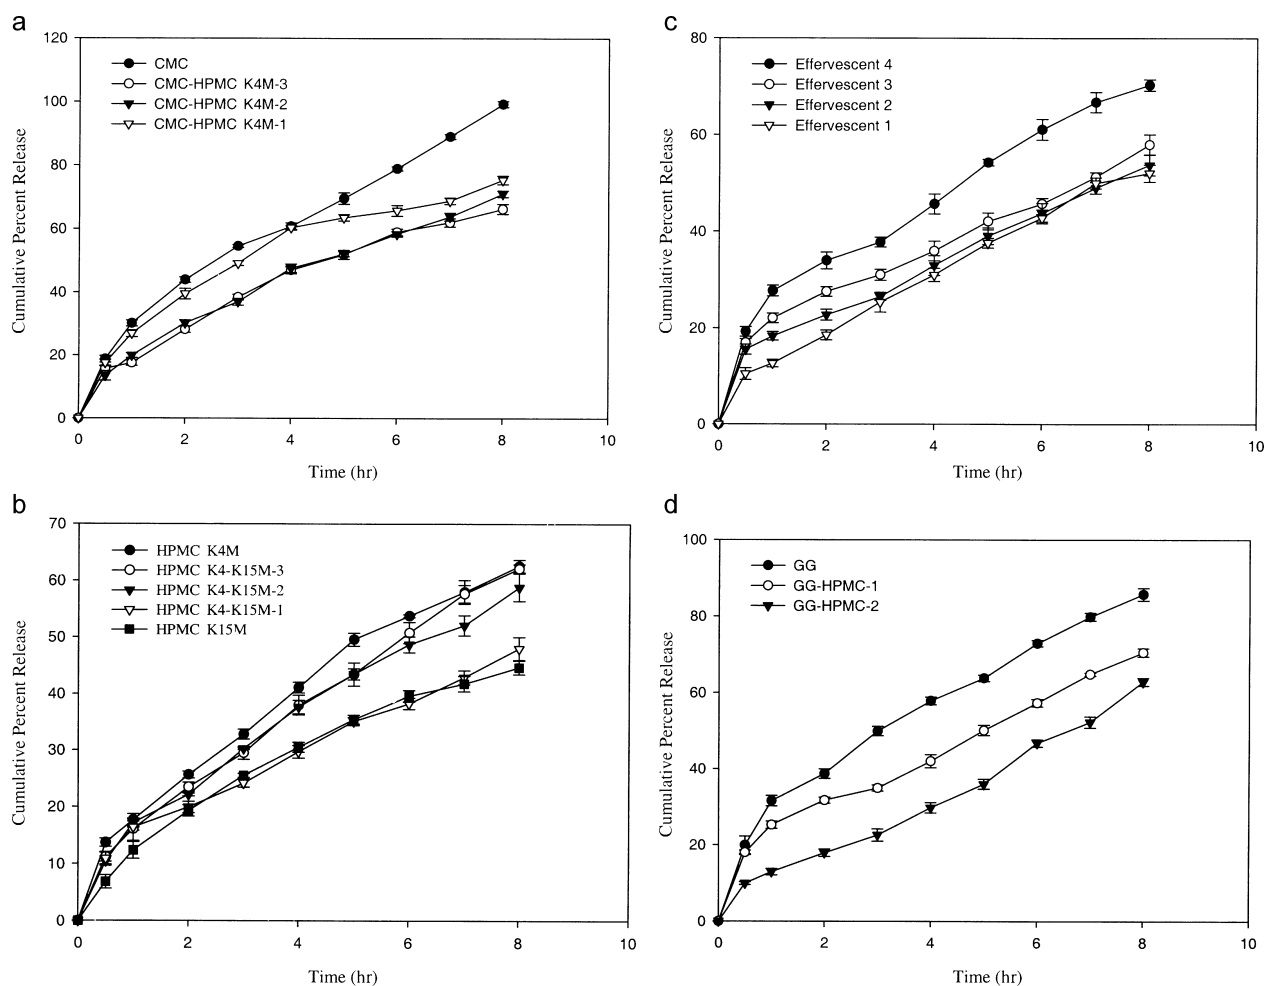 a
120
100
80
60
40
20
0
Cumulative Percent Release
CMC
CMC-HPMC K4M-3
CMC-HPMC K4M-2
CMC-HPMC K4M-1
0 2 4 6 8 10
Time (hr)
c
80
60
40
20
0
Cumulative Percent Release
Effervescent 4
Effervescent 3
Effervescent 2
Effervescent 1
0 2 4 6 8 10
Time (hr)
b
70
60
50
40
30
20
10
0
Cumulative Percent Release
HPMC K4M
HPMC K4-K15M-3
HPMC K4-K15M-2
HPMC K4-K15M-1
HPMC K15M
0 2 4 6 8 10
Time (hr)
d
100
80
60
40
20
0
Cumulative Percent Release
GG
GG-HPMC-1
GG-HPMC-2
0 2 4 6 8 10
Time (hr)